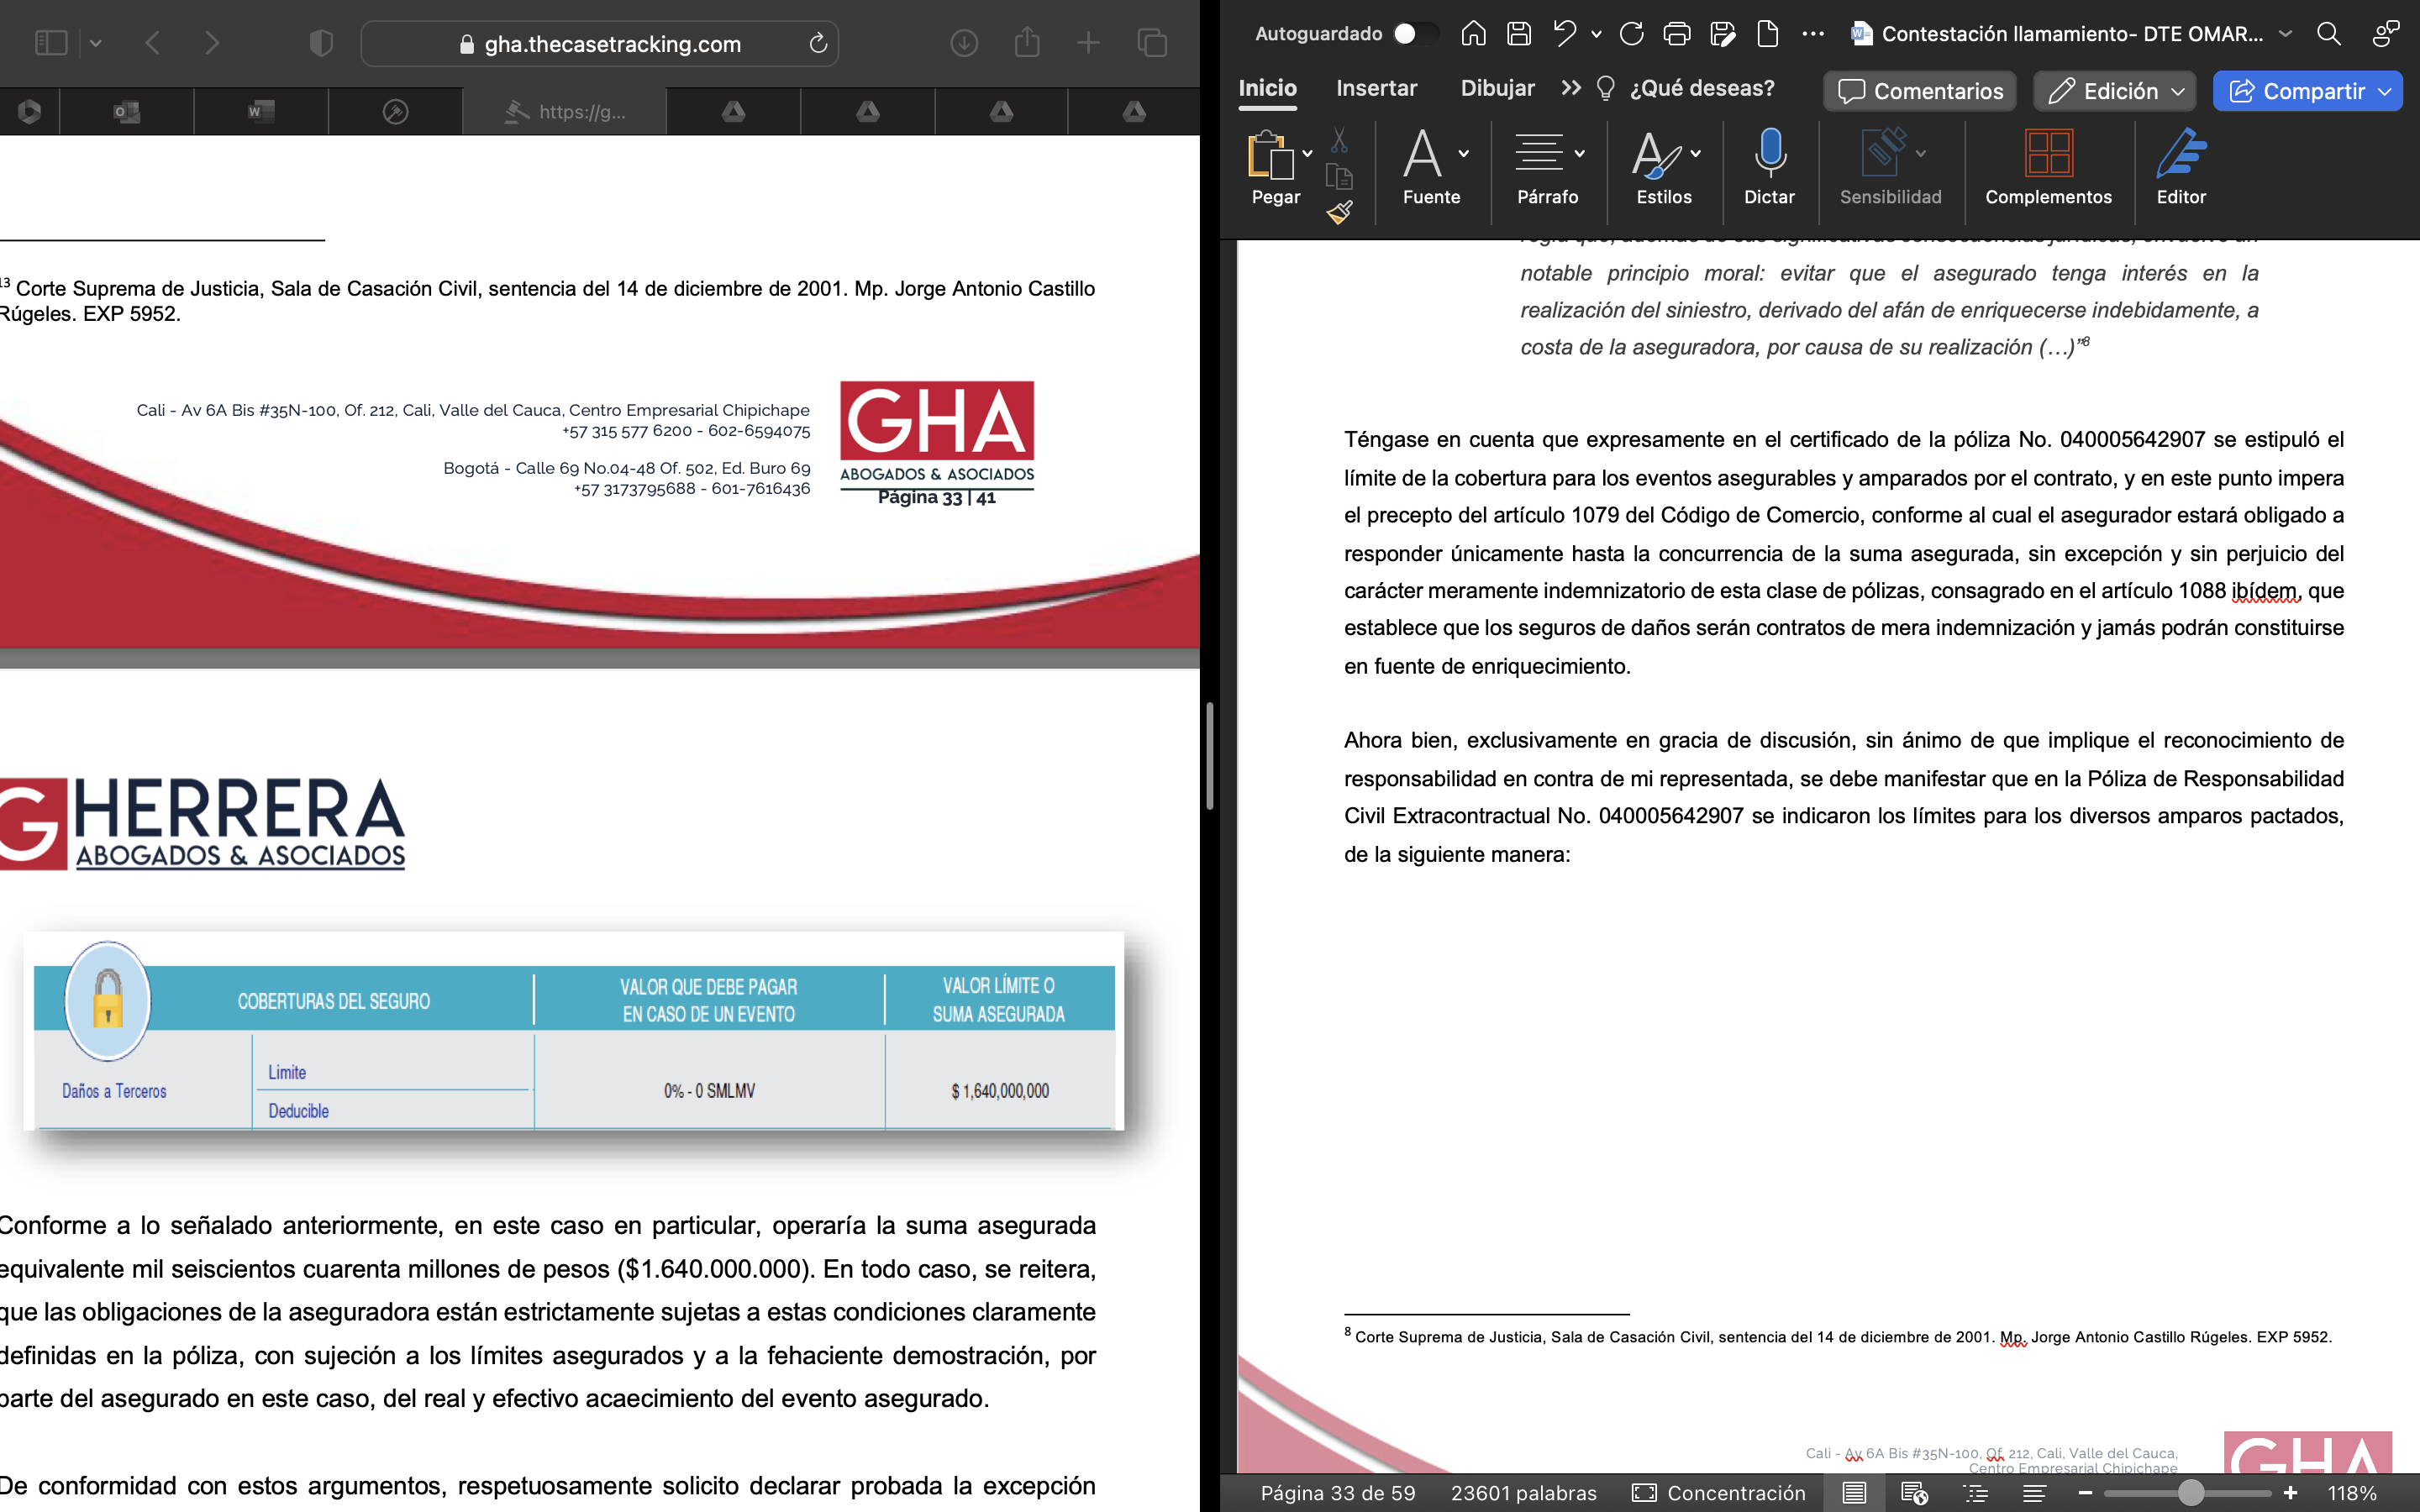 gha.thecasetracking.com
https://g...
13 Corte Suprema de Justicia, Sala de Casación Civil, sentencia del 14 de diciembre de 2001. Mp. Jorge Antonio Castillo
Rúgeles. EXP 5952.
Cali - Av 6A Bis #35N-100, Of. 212, Cali, Valle del Cauca, Centro Empresarial Chipichape
+57 315 577 6200 - 602-6594075
Bogotá - Calle 69 No.04-48 Of. 502, Ed. Buro 69
+57 3173795688 - 601-7616436
GHA
ABOGADOS & ASOCIADOS
Página 33 | 41
G HERRERA
ABOGADOS & ASOCIADOS
COBERTURAS DEL SEGURO
VALOR QUE DEBE PAGAR
EN CASO DE UN EVENTO
VALOR LÍMITE O
SUMA ASEGURADA
Daños a Terceros
Limite
Deducible
0% - 0 SMLMV
$ 1,640,000,000
Conforme a lo señalado anteriormente, en este caso en particular, operaría la suma asegurada
equivalente mil seiscientos cuarenta millones de pesos ($1.640.000.000). En todo caso, se reitera,
que las obligaciones de la aseguradora están estrictamente sujetas a estas condiciones claramente
definidas en la póliza, con sujeción a los límites asegurados y a la fehaciente demostración, por
parte del asegurado en este caso, del real y efectivo acaecimiento del evento asegurado.
De conformidad con estos argumentos, respetuosamente solicito declarar probada la excepción
Autoguardado
Contestación llamamiento- DTE OMAR...
Inicio
Insertar
Dibujar
¿Qué deseas?
Comentarios
Edición
Compartir
Pegar
Fuente
Párrafo
Estilos
Dictar
Sensibilidad
Complementos
Editor
regla que, además de sus significativas consecuencias jurídicas, envuelve un
notable principio moral: evitar que el asegurado tenga interés en la
realización del siniestro, derivado del afán de enriquecerse indebidamente, a
costa de la aseguradora, por causa de su realización (…)”8
Téngase en cuenta que expresamente en el certificado de la póliza No. 040005642907 se estipuló el
límite de la cobertura para los eventos asegurables y amparados por el contrato, y en este punto impera
el precepto del artículo 1079 del Código de Comercio, conforme al cual el asegurador estará obligado a
responder únicamente hasta la concurrencia de la suma asegurada, sin excepción y sin perjuicio del
carácter meramente indemnizatorio de esta clase de pólizas, consagrado en el artículo 1088 ibídem, que
establece que los seguros de daños serán contratos de mera indemnización y jamás podrán constituirse
en fuente de enriquecimiento.
Ahora bien, exclusivamente en gracia de discusión, sin ánimo de que implique el reconocimiento de
responsabilidad en contra de mi representada, se debe manifestar que en la Póliza de Responsabilidad
Civil Extracontractual No. 040005642907 se indicaron los límites para los diversos amparos pactados,
de la siguiente manera:
8 Corte Suprema de Justicia, Sala de Casación Civil, sentencia del 14 de diciembre de 2001. Mp. Jorge Antonio Castillo Rúgeles. EXP 5952.
Cali - Av 6A Bis #35N-100, Of. 212, Cali, Valle del Cauca,
Centro Empresarial Chipichape
GHA
Página 33 de 59
23601 palabras
Concentración
118%